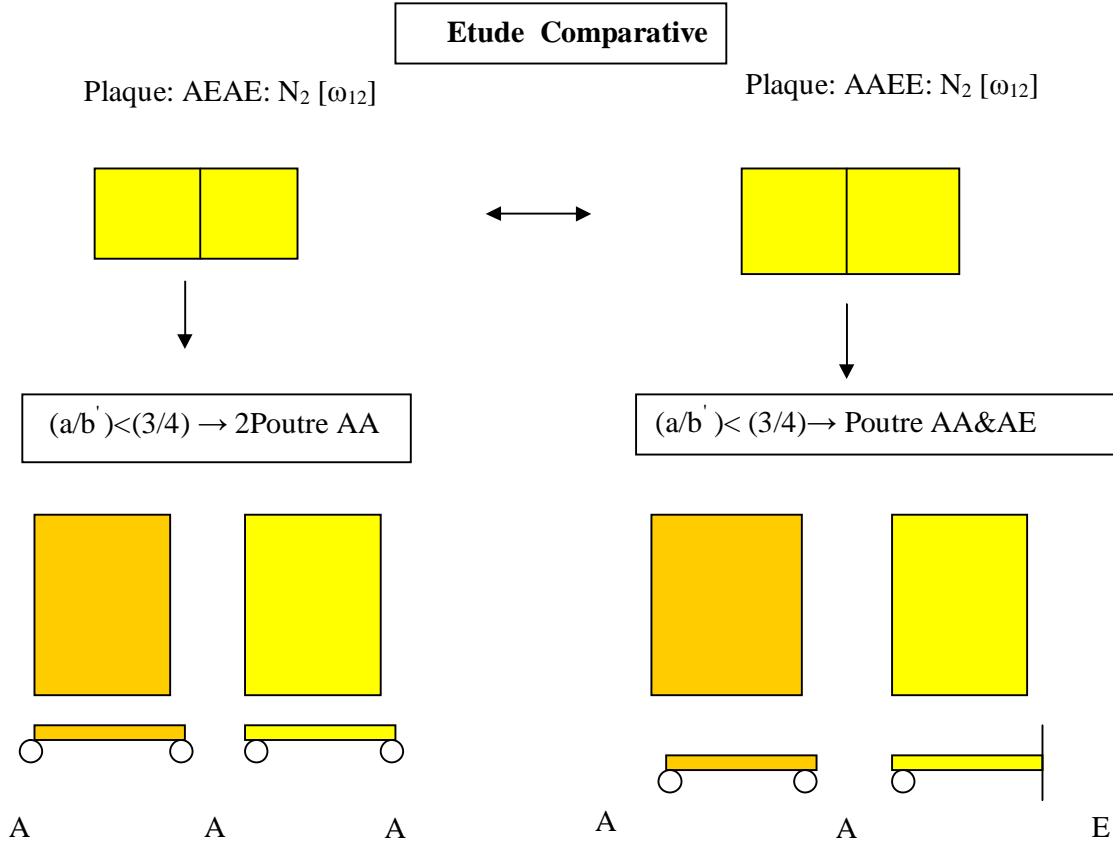 Etude Comparative
Plaque: AEAE: N₂ [ω₁₂]
Plaque: AAEE: N₂ [ω₁₂]
(a/b')<(3/4) → 2Poutre AA
(a/b')< (3/4)→ Poutre AA&AE
A A A
A A E